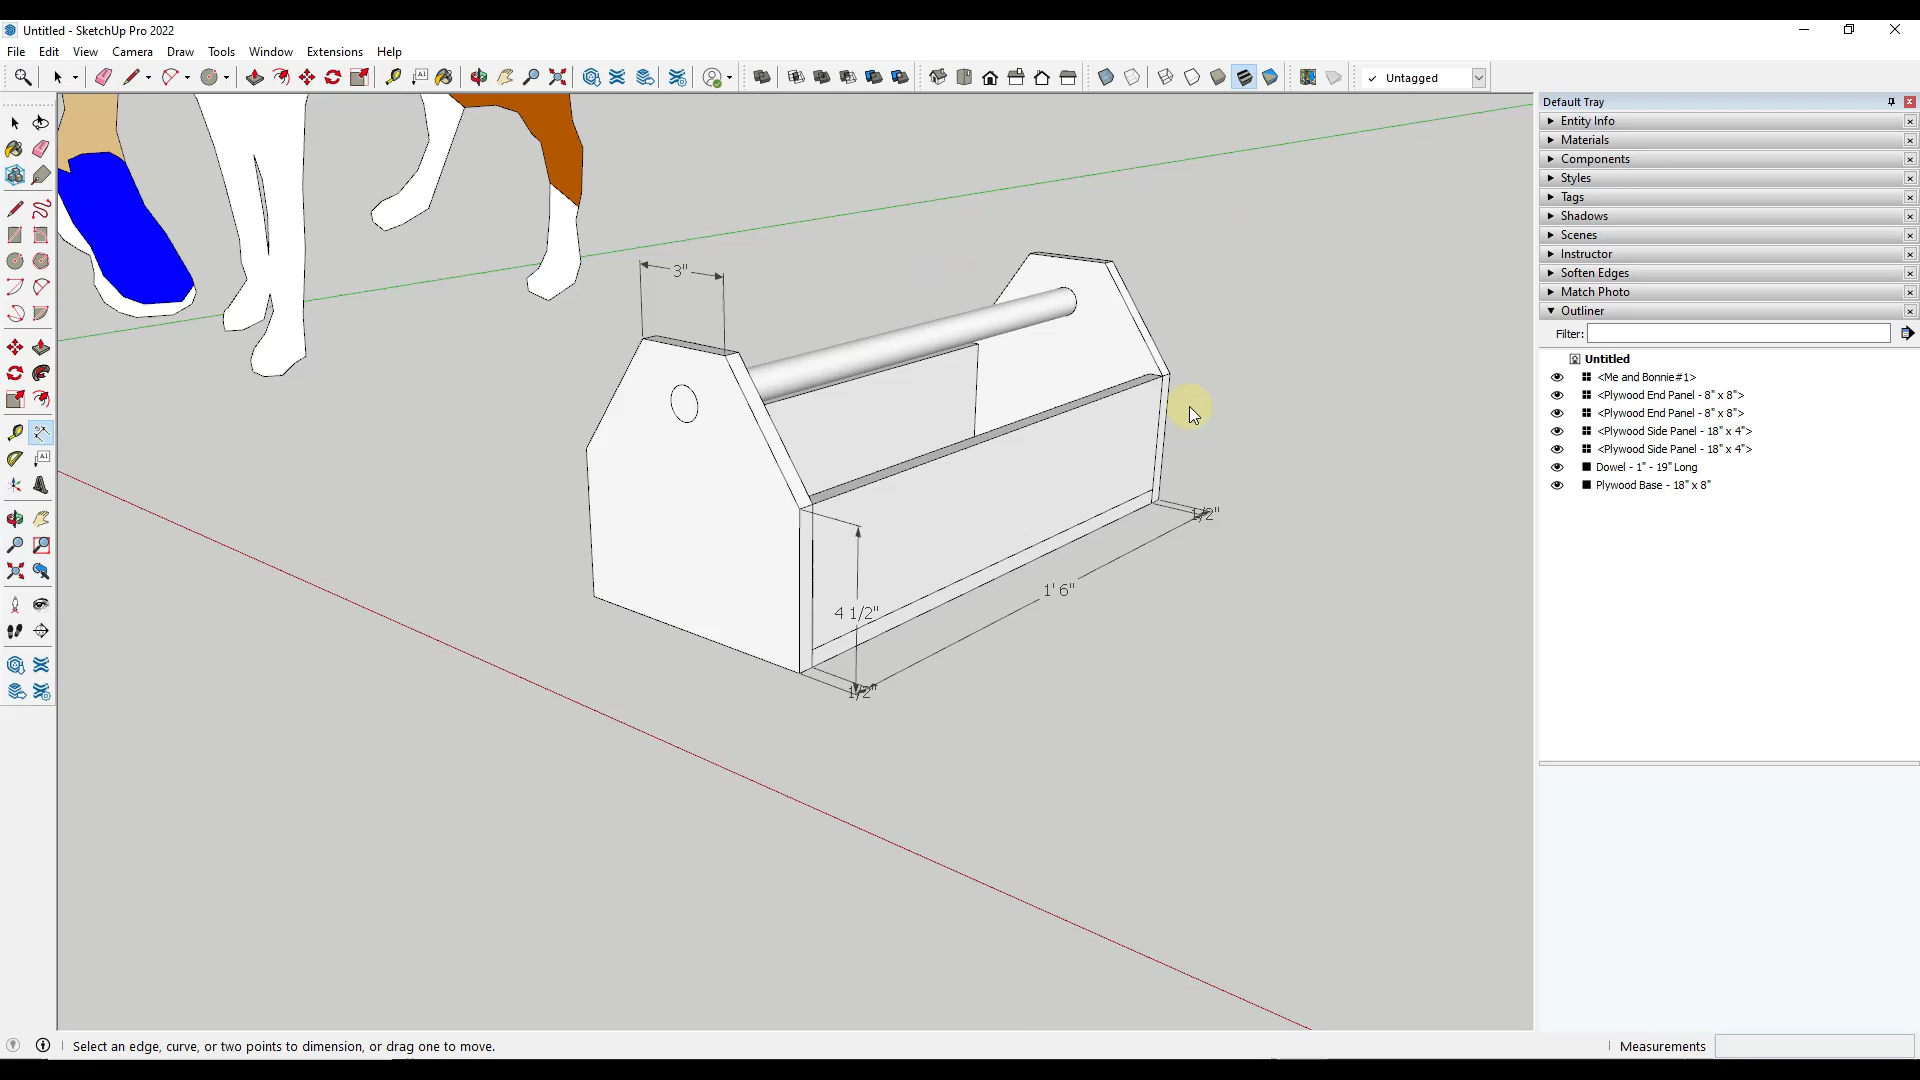 Untitled - SketchUp Pro 2022
File Edit View Camera Draw Tools Window Extensions Help
A1
Untagged
Default Tray
Entity Info
Materials
Components
Styles
Tags
Shadows
Scenes
Instructor
Soften Edges
Match Photo
Outliner
Filter:
Untitled
<Me and Bonnie#1>
<Plywood End Panel - 8" x 8">
<Plywood End Panel - 8" x 8">
<Plywood Side Panel - 18" x 4">
<Plywood Side Panel - 18" x 4">
Dowel - 1" - 19" Long
Plywood Base - 18" x 8"
A1
3"
1/2"
1' 6"
4 1/2"
1/2"
Select an edge, curve, or two points to dimension, or drag one to move.
Measurements